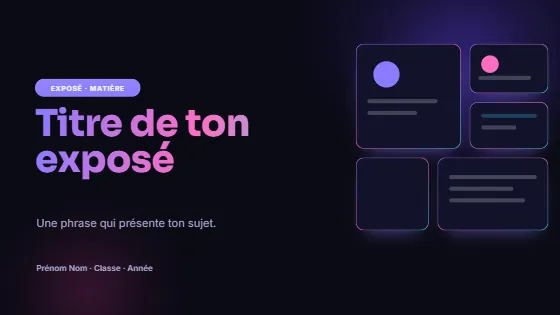 EXPOSÉ · MATIÈRE
Titre de ton
exposé
Une phrase qui présente ton sujet.
Prénom Nom · Classe · Année